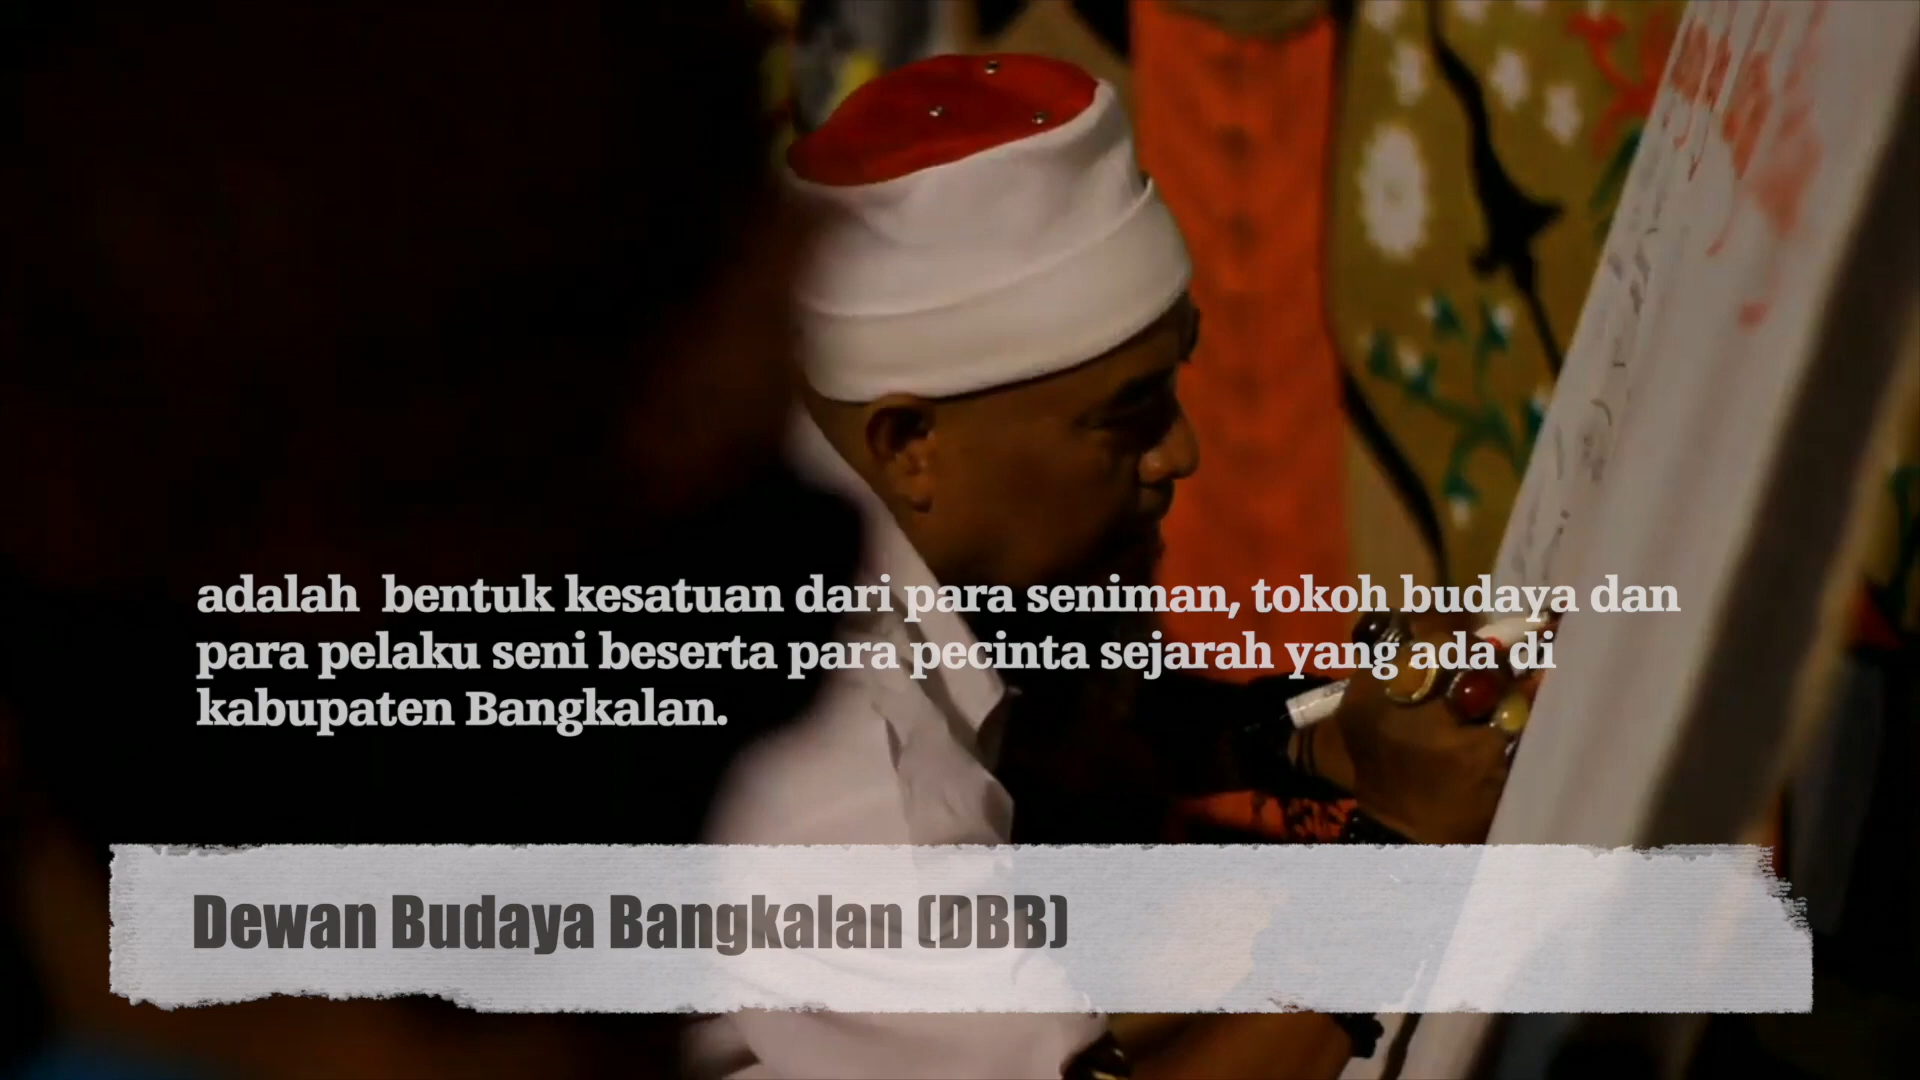 adalah  bentuk kesatuan dari para seniman, tokoh budaya dan
para pelaku seni beserta para pecinta sejarah yang ada di
kabupaten Bangkalan.
Dewan Budaya Bangkalan (DBB)